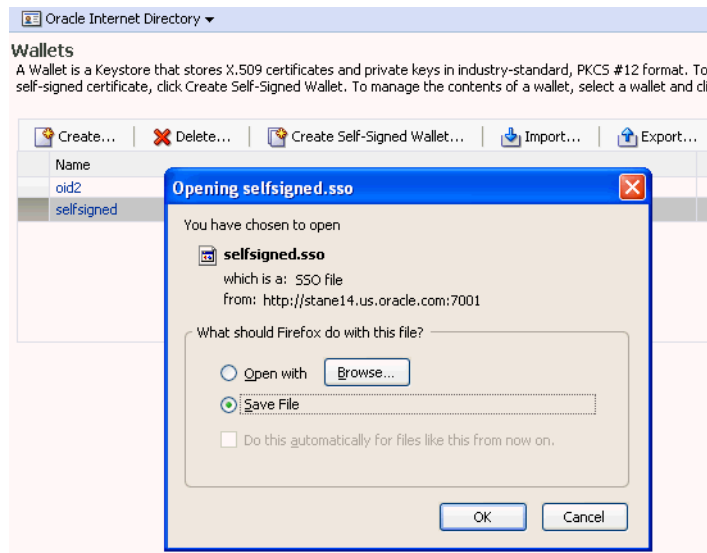 Oracle Internet Directory
Wallets
A Wallet is a Keystore that stores X.509 certificates and private keys in industry-standard, PKCS #12 format. To
self-signed certificate, click Create Self-Signed Wallet. To manage the contents of a wallet, select a wallet and cli
Create... Delete... Create Self-Signed Wallet... Import... Export...
Name
oid2
selfsigned
Opening selfsigned.sso
You have chosen to open
selfsigned.sso
which is a: SSO file
from: http://stane14.us.oracle.com:7001
What should Firefox do with this file?
Open with Browse...
Save File
Do this automatically for files like this from now on.
OK Cancel